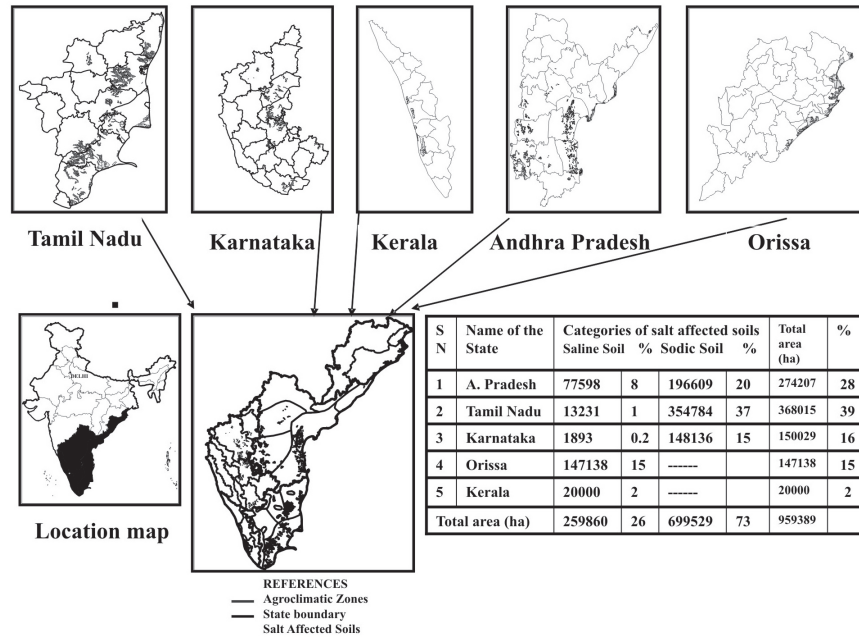 Tamil Nadu
Karnataka
Kerala
Andhra Pradesh
Orissa
DELHI
Location map
S N Name of the State Categories of salt affected soils Total area (ha) %
Saline Soil % Sodic Soil %
1 A. Pradesh 77598 8 196609 20 274207 28
2 Tamil Nadu 13231 1 354784 37 368015 39
3 Karnataka 1893 0.2 148136 15 150029 16
4 Orissa 147138 15 ------ 147138 15
5 Kerala 20000 2 ------ 20000 2
Total area (ha) 259860 26 699529 73 959389
REFERENCES
Agroclimatic Zones
State boundary
Salt Affected Soils